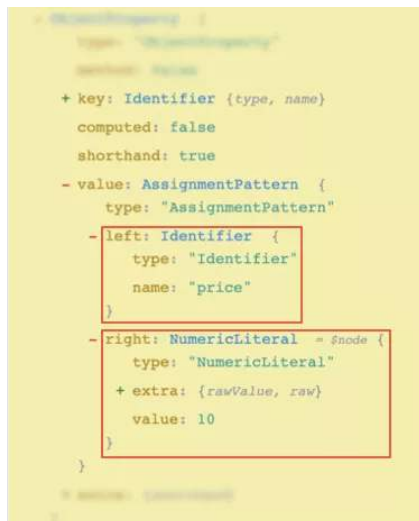 + key: Identifier {type, name}
computed: false
shorthand: true
- value: AssignmentPattern {
type: "AssignmentPattern"
- left: Identifier {
type: "Identifier"
name: "price"
}
- right: NumericLiteral = $node {
type: "NumericLiteral"
+ extra: {rawValue, raw}
value: 10
}
}